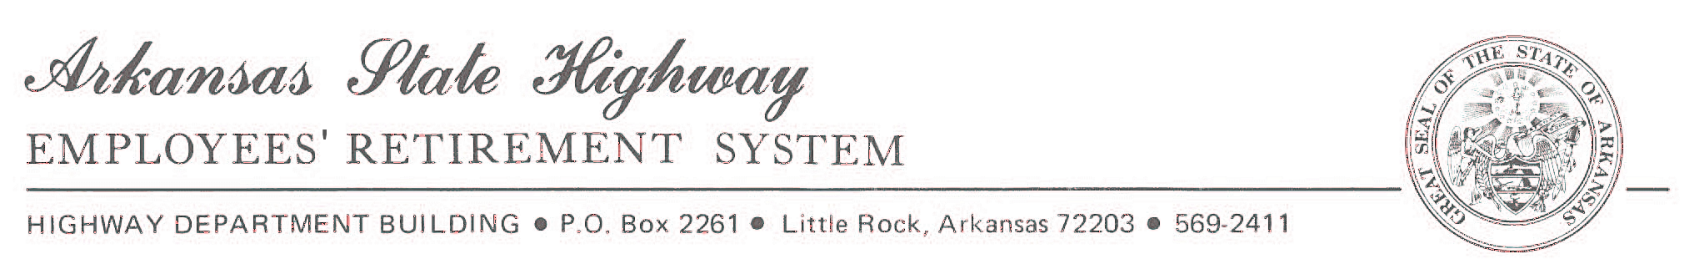 Arkansas State Highway
EMPLOYEES' RETIREMENT SYSTEM
HIGHWAY DEPARTMENT BUILDING ● P.O. Box 2261 ● Little Rock, Arkansas 72203 ● 569-2411
GREAT SEAL OF THE STATE OF ARKANSAS